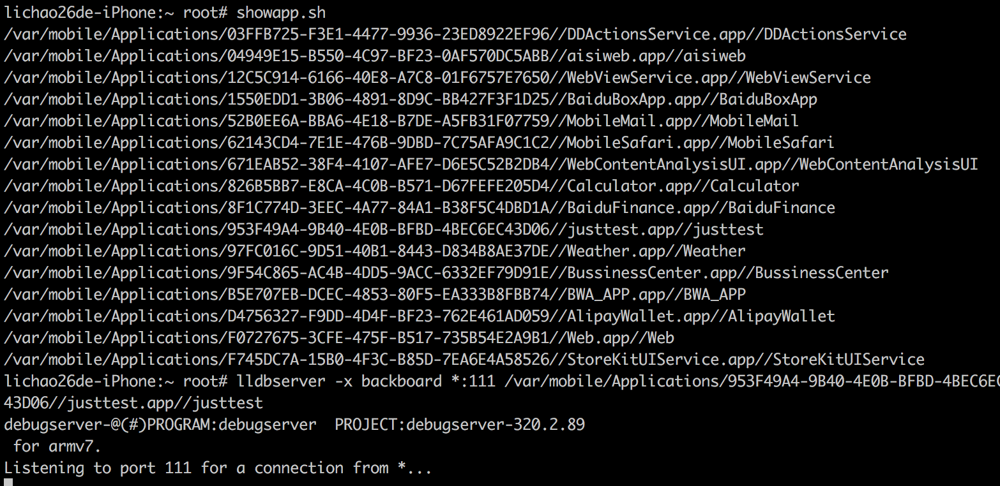 lichao26de-iPhone:~ root# showapp.sh
/var/mobile/Applications/03FFB725-F3E1-4477-9936-23ED8922EF96//DDActionsService.app//DDActionsService
/var/mobile/Applications/04949E15-B550-4C97-BF23-0AF570DC5ABB//aisiweb.app//aisiweb
/var/mobile/Applications/12C5C914-6166-40E8-A7C8-01F6757E7650//WebViewService.app//WebViewService
/var/mobile/Applications/1550EDD1-3B06-4891-8D9C-BB427F3F1D25//BaiduBoxApp.app//BaiduBoxApp
/var/mobile/Applications/52B0EE6A-BBA6-4E18-B7DE-A5FB31F07759//MobileMail.app//MobileMail
/var/mobile/Applications/62143CD4-7E1E-476B-9DBD-7C75AFA9C1C2//MobileSafari.app//MobileSafari
/var/mobile/Applications/671EAB52-38F4-4107-AFE7-D6E5C52B2DB4//WebContentAnalysisUI.app//WebContentAnalysisUI
/var/mobile/Applications/826B5BB7-E8CA-4C0B-B571-D67FEFE205D4//Calculator.app//Calculator
/var/mobile/Applications/8F1C774D-3EEC-4A77-84A1-B38F5C4DBD1A//BaiduFinance.app//BaiduFinance
/var/mobile/Applications/953F49A4-9B40-4E0B-BFBD-4BEC6EC43D06//justtest.app//justtest
/var/mobile/Applications/97FC016C-9D51-40B1-8443-D834B8AE37DE//Weather.app//Weather
/var/mobile/Applications/9F54C865-AC4B-4DD5-9ACC-6332EF79D91E//BussinessCenter.app//BussinessCenter
/var/mobile/Applications/B5E707EB-DCEC-4853-80F5-EA333B8FBB74//BWA_APP.app//BWA_APP
/var/mobile/Applications/D4756327-F9DD-4D4F-BF23-762E461AD059//AlipayWallet.app//AlipayWallet
/var/mobile/Applications/F0727675-3CFE-475F-B517-735B54E2A9B1//Web.app//Web
/var/mobile/Applications/F745DC7A-15B0-4F3C-B85D-7EA6E4A58526//StoreKitUIService.app//StoreKitUIService
lichao26de-iPhone:~ root# lldbserver -x backboard *:111 /var/mobile/Applications/953F49A4-9B40-4E0B-BFBD-4BEC6EC
43D06//justtest.app//justtest
debugserver-@(#)PROGRAM:debugserver  PROJECT:debugserver-320.2.89
 for armv7.
Listening to port 111 for a connection from *...